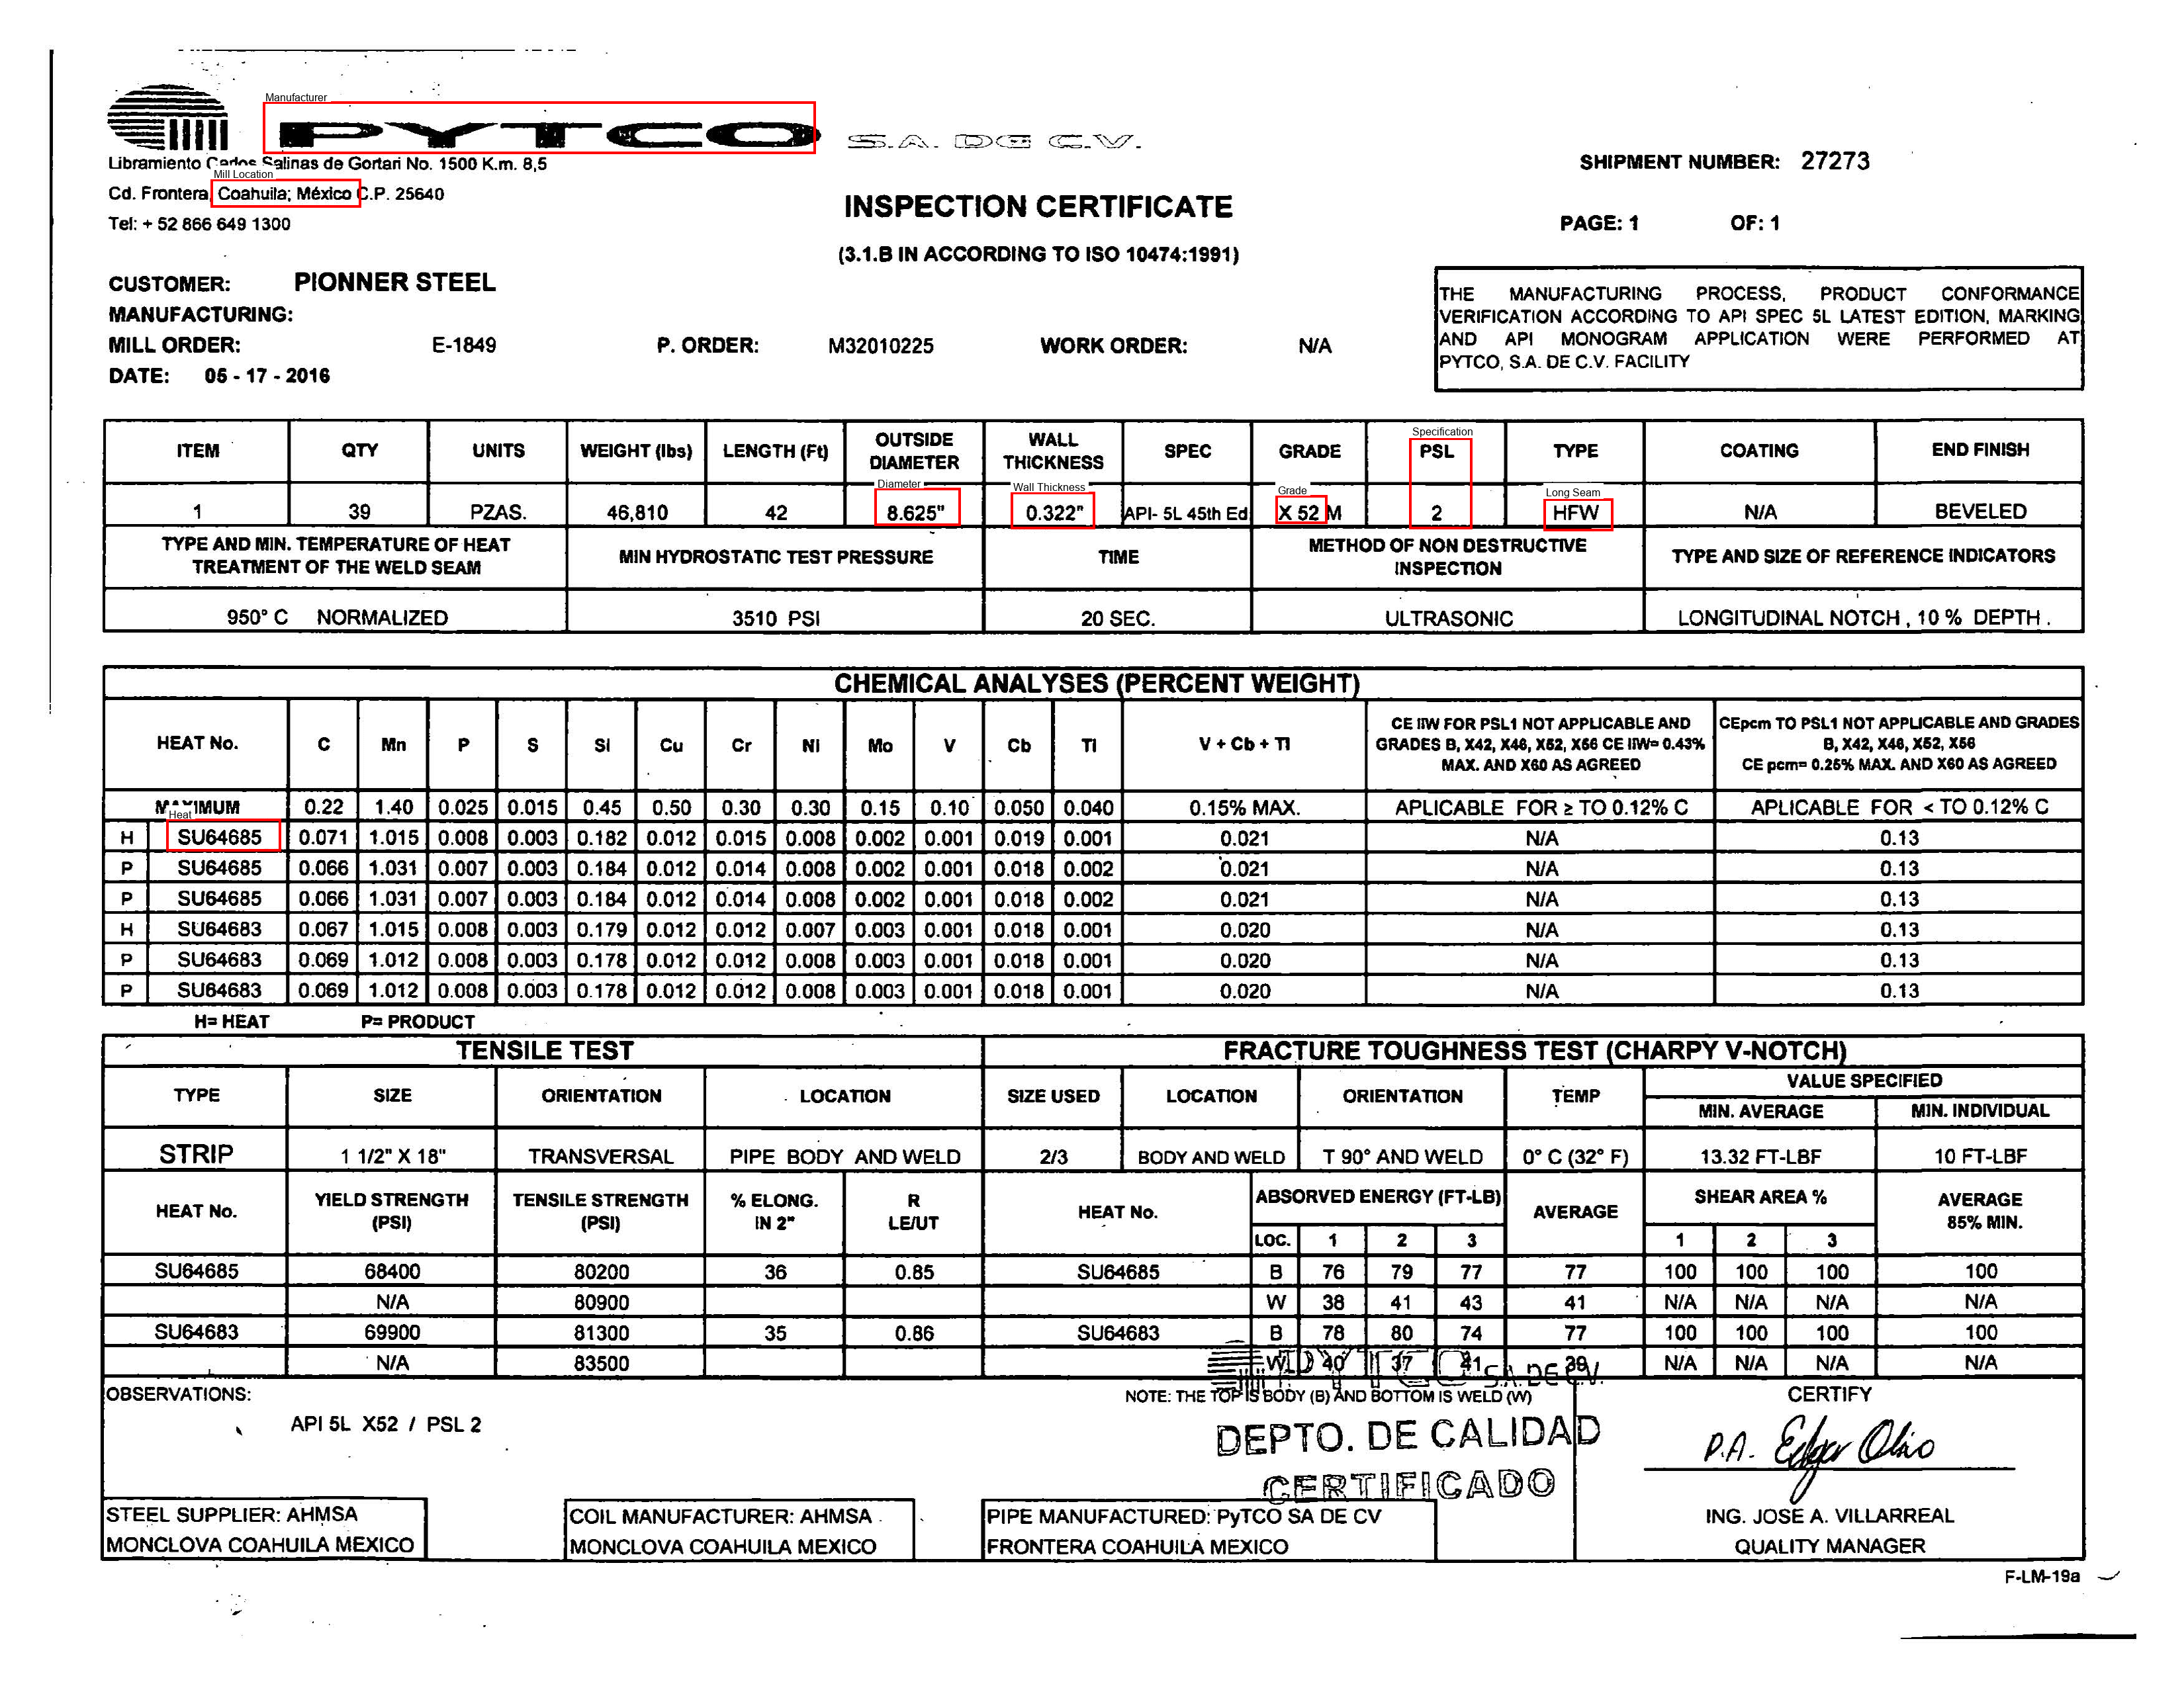 Manufacturer
PYTCO S.A. DE C.V.
Libramiento Carlos Salinas de Gortari No. 1500 K.m. 8,5
Mill Location
Cd. Frontera, Coahuila; México C.P. 25640
Tel: + 52 866 649 1300
SHIPMENT NUMBER: 27273
INSPECTION CERTIFICATE
PAGE: 1 OF: 1
(3.1.B IN ACCORDING TO ISO 10474:1991)
CUSTOMER: PIONNER STEEL
MANUFACTURING:
MILL ORDER: E-1849 P. ORDER: M32010225 WORK ORDER: N/A
DATE: 05 - 17 - 2016
THE MANUFACTURING PROCESS, PRODUCT CONFORMANCE
VERIFICATION ACCORDING TO API SPEC 5L LATEST EDITION, MARKING
AND API MONOGRAM APPLICATION WERE PERFORMED AT
PYTCO, S.A. DE C.V. FACILITY
Specification
ITEM QTY UNITS WEIGHT (lbs) LENGTH (Ft) OUTSIDE DIAMETER WALL THICKNESS SPEC GRADE PSL TYPE COATING END FINISH
Diameter Wall Thickness Grade Long Seam
1 39 PZAS. 46,810 42 8.625" 0.322" API- 5L 45th Ed X 52 M 2 HFW N/A BEVELED
TYPE AND MIN. TEMPERATURE OF HEAT TREATMENT OF THE WELD SEAM MIN HYDROSTATIC TEST PRESSURE TIME METHOD OF NON DESTRUCTIVE INSPECTION TYPE AND SIZE OF REFERENCE INDICATORS
950° C NORMALIZED 3510 PSI 20 SEC. ULTRASONIC LONGITUDINAL NOTCH , 10 % DEPTH .
CHEMICAL ANALYSES (PERCENT WEIGHT)
HEAT No. C Mn P S Si Cu Cr Ni Mo V Cb Ti V + Cb + Ti CE IIW FOR PSL1 NOT APPLICABLE AND GRADES B, X42, X46, X52, X56 CE IIW= 0.43% MAX. AND X60 AS AGREED CEpcm TO PSL1 NOT APPLICABLE AND GRADES B, X42, X46, X52, X56 CE pcm= 0.25% MAX. AND X60 AS AGREED
MAXIMUM 0.22 1.40 0.025 0.015 0.45 0.50 0.30 0.30 0.15 0.10 0.050 0.040 0.15% MAX. APLICABLE FOR ≥ TO 0.12% C APLICABLE FOR < TO 0.12% C
Heat
H SU64685 0.071 1.015 0.008 0.003 0.182 0.012 0.015 0.008 0.002 0.001 0.019 0.001 0.021 N/A 0.13
P SU64685 0.066 1.031 0.007 0.003 0.184 0.012 0.014 0.008 0.002 0.001 0.018 0.002 0.021 N/A 0.13
P SU64685 0.066 1.031 0.007 0.003 0.184 0.012 0.014 0.008 0.002 0.001 0.018 0.002 0.021 N/A 0.13
H SU64683 0.067 1.015 0.008 0.003 0.179 0.012 0.012 0.007 0.003 0.001 0.018 0.001 0.020 N/A 0.13
P SU64683 0.069 1.012 0.008 0.003 0.178 0.012 0.012 0.008 0.003 0.001 0.018 0.001 0.020 N/A 0.13
P SU64683 0.069 1.012 0.008 0.003 0.178 0.012 0.012 0.008 0.003 0.001 0.018 0.001 0.020 N/A 0.13
H= HEAT P= PRODUCT
TENSILE TEST FRACTURE TOUGHNESS TEST (CHARPY V-NOTCH)
TYPE SIZE ORIENTATION LOCATION SIZE USED LOCATION ORIENTATION TEMP VALUE SPECIFIED
MIN. AVERAGE MIN. INDIVIDUAL
STRIP 1 1/2" X 18" TRANSVERSAL PIPE BODY AND WELD 2/3 BODY AND WELD T 90° AND WELD 0° C (32° F) 13.32 FT-LBF 10 FT-LBF
HEAT No. YIELD STRENGTH (PSI) TENSILE STRENGTH (PSI) % ELONG. IN 2" R LE/UT HEAT No. ABSORVED ENERGY (FT-LB) AVERAGE SHEAR AREA % AVERAGE 85% MIN.
LOC. 1 2 3 1 2 3
SU64685 68400 80200 36 0.85 SU64685 B 76 79 77 77 100 100 100 100
N/A 80900 W 38 41 43 41 N/A N/A N/A N/A
SU64683 69900 81300 35 0.86 SU64683 B 78 80 74 77 100 100 100 100
N/A 83500 W 40 37 41 39 N/A N/A N/A N/A
PYTCO S.A. DE C.V.
OBSERVATIONS: NOTE: THE TOP IS BODY (B) AND BOTTOM IS WELD (W) CERTIFY
API 5L X52 / PSL 2
DEPTO. DE CALIDAD
CERTIFICADO
P.A. Edgar
STEEL SUPPLIER: AHMSA COIL MANUFACTURER: AHMSA PIPE MANUFACTURED: PyTCO SA DE CV ING. JOSE A. VILLARREAL
MONCLOVA COAHUILA MEXICO MONCLOVA COAHUILA MEXICO FRONTERA COAHUILA MEXICO QUALITY MANAGER
F-LM-19a